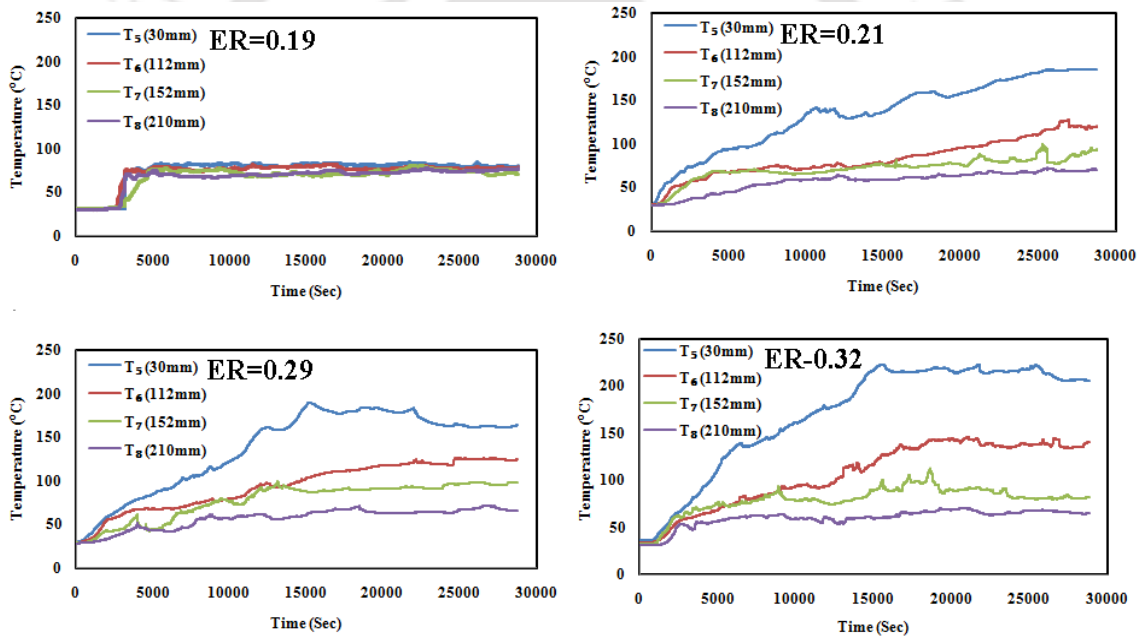 250
200
150
100
50
0
Temperature (°C)
T5 (30mm)
T6 (112mm)
T7 (152mm)
T8 (210mm)
ER=0.19
0 5000 10000 15000 20000 25000 30000
Time (Sec)
250
200
150
100
50
0
Temperature (°C)
T5 (30mm)
T6 (112mm)
T7 (152mm)
T8 (210mm)
ER=0.21
0 5000 10000 15000 20000 25000 30000
Time (Sec)
250
200
150
100
50
0
Temperature (°C)
T5 (30mm)
T6 (112mm)
T7 (152mm)
T8 (210mm)
ER=0.29
0 5000 10000 15000 20000 25000 30000
Time (Sec)
250
200
150
100
50
0
Temperature (°C)
T5 (30mm)
T6 (112mm)
T7 (152mm)
T8 (210mm)
ER-0.32
0 5000 10000 15000 20000 25000 30000
Time (Sec)